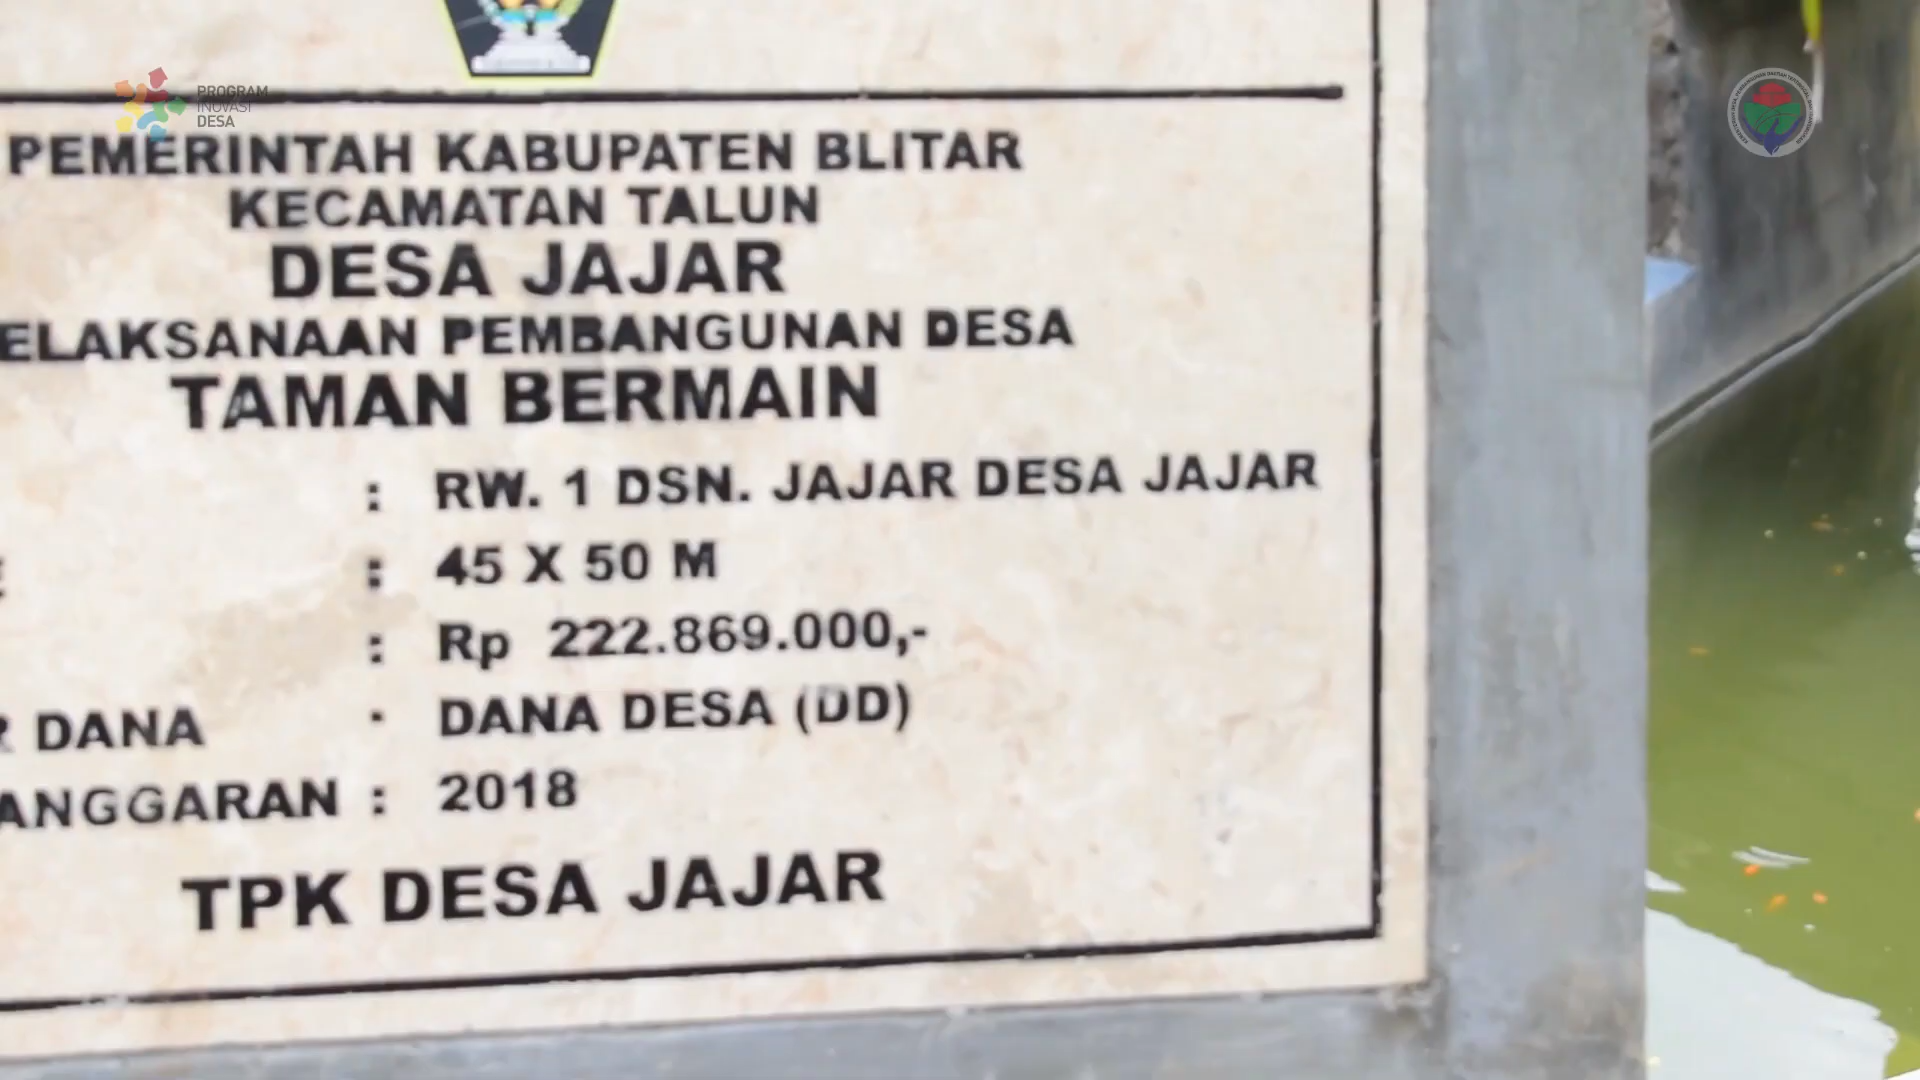 PROGRAM
INOVASI
DESA
PEMERINTAH KABUPATEN BLITAR
KECAMATAN TALUN
DESA JAJAR
ELAKSANAAN PEMBANGUNAN DESA
TAMAN BERMAIN
: RW. 1 DSN. JAJAR DESA JAJAR
: 45 X 50 M
: Rp 222.869.000,-
R DANA : DANA DESA (DD)
ANGGARAN : 2018
TPK DESA JAJAR